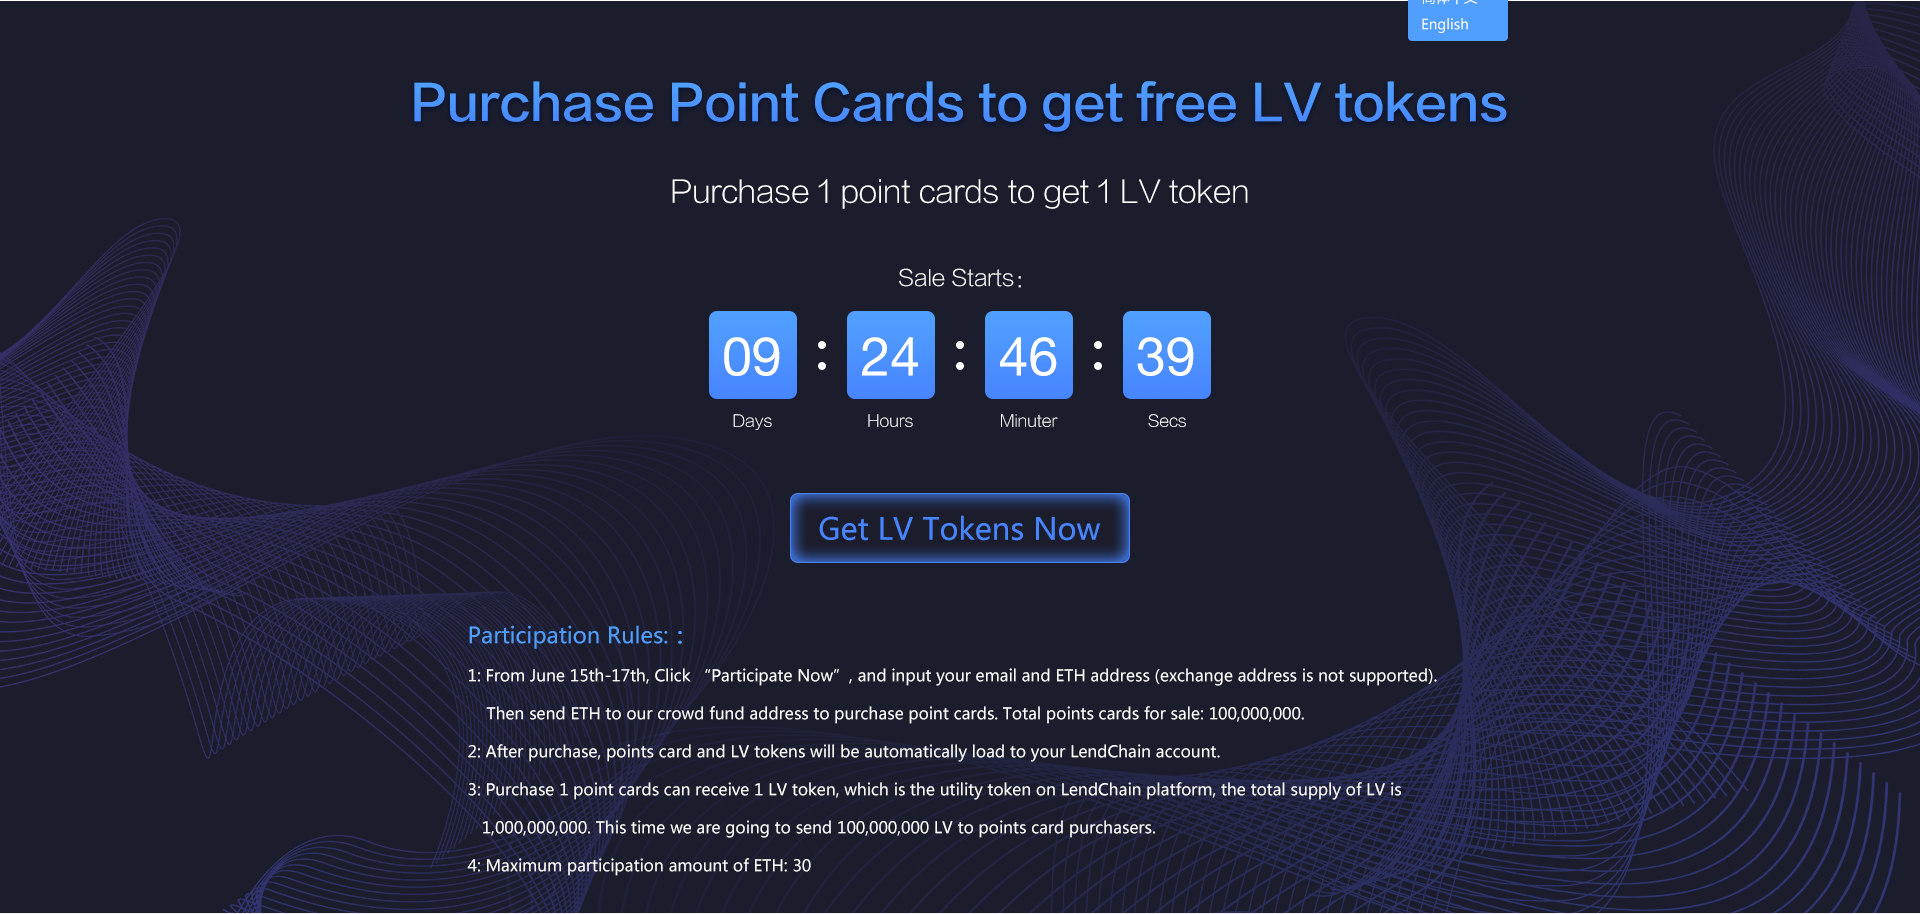 简体中文
English
Purchase Point Cards to get free LV tokens
Purchase 1 point cards to get 1 LV token
Sale Starts：
09 : 24 : 46 : 39
Days Hours Minuter Secs
Get LV Tokens Now
Participation Rules:：
1: From June 15th-17th, Click “Participate Now”, and input your email and ETH address (exchange address is not supported).
Then send ETH to our crowd fund address to purchase point cards. Total points cards for sale: 100,000,000.
2: After purchase, points card and LV tokens will be automatically load to your LendChain account.
3: Purchase 1 point cards can receive 1 LV token, which is the utility token on LendChain platform, the total supply of LV is
1,000,000,000. This time we are going to send 100,000,000 LV to points card purchasers.
4: Maximum participation amount of ETH: 30